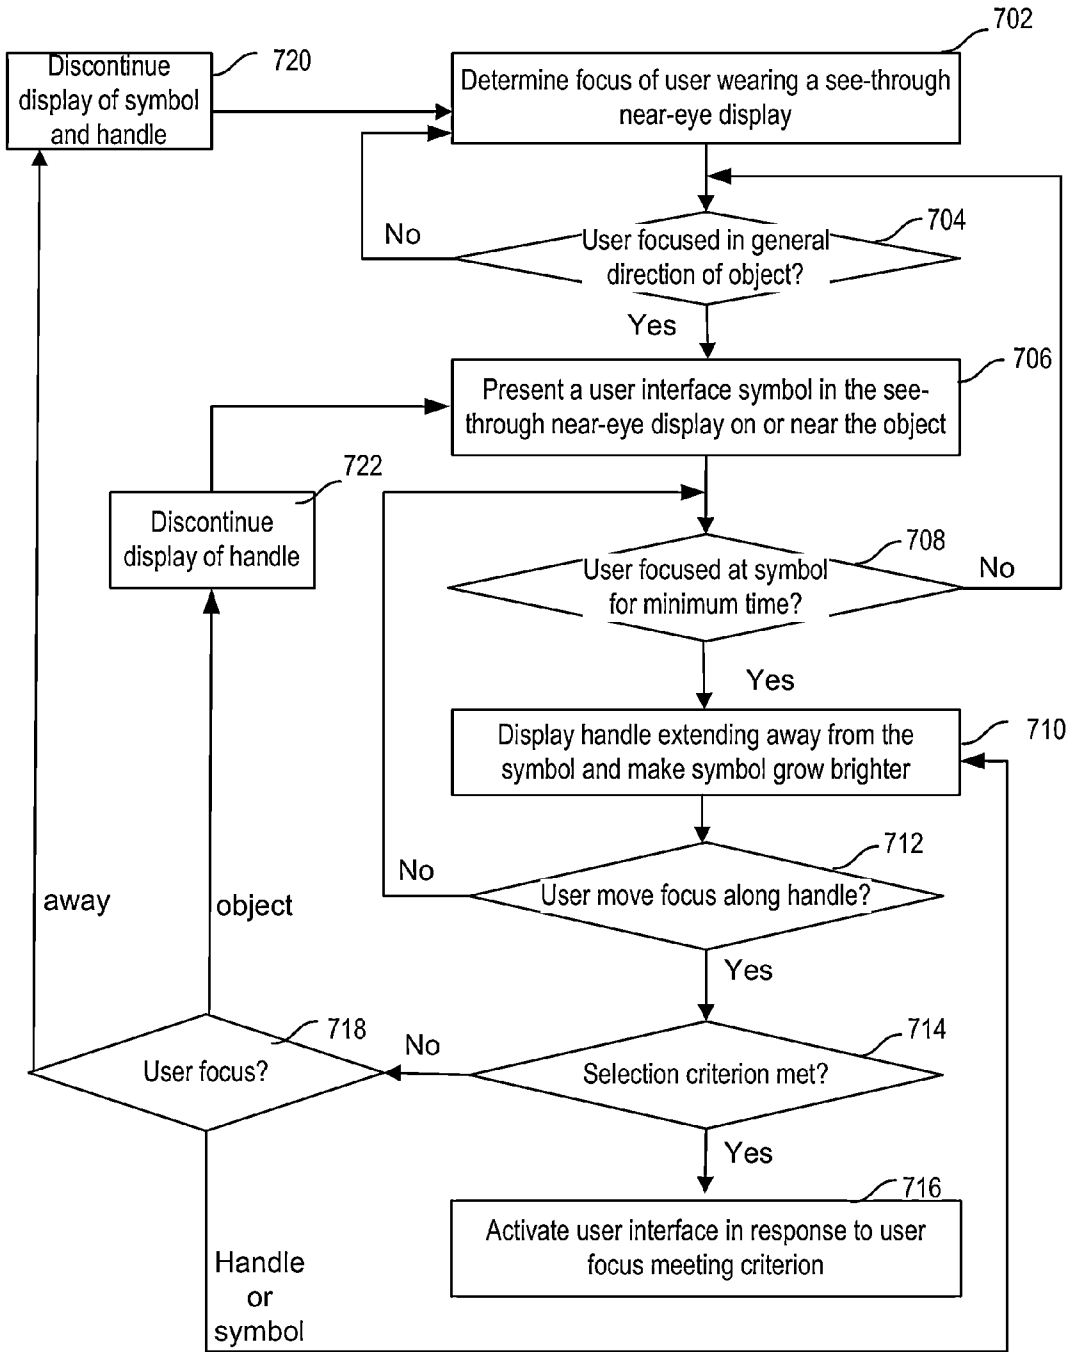 702
720
Discontinue
display of symbol
and handle
Determine focus of user wearing a see-through
near-eye display
704
No
User focused in general
direction of object?
Yes
706
Present a user interface symbol in the see-
through near-eye display on or near the object
722
Discontinue
display of handle
708
User focused at symbol
for minimum time?
No
Yes
710
Display handle extending away from the
symbol and make symbol grow brighter
712
No
User move focus along handle?
away
object
Yes
718
714
No
User focus?
Selection criterion met?
Yes
716
Activate user interface in response to user
focus meeting criterion
Handle
or
symbol